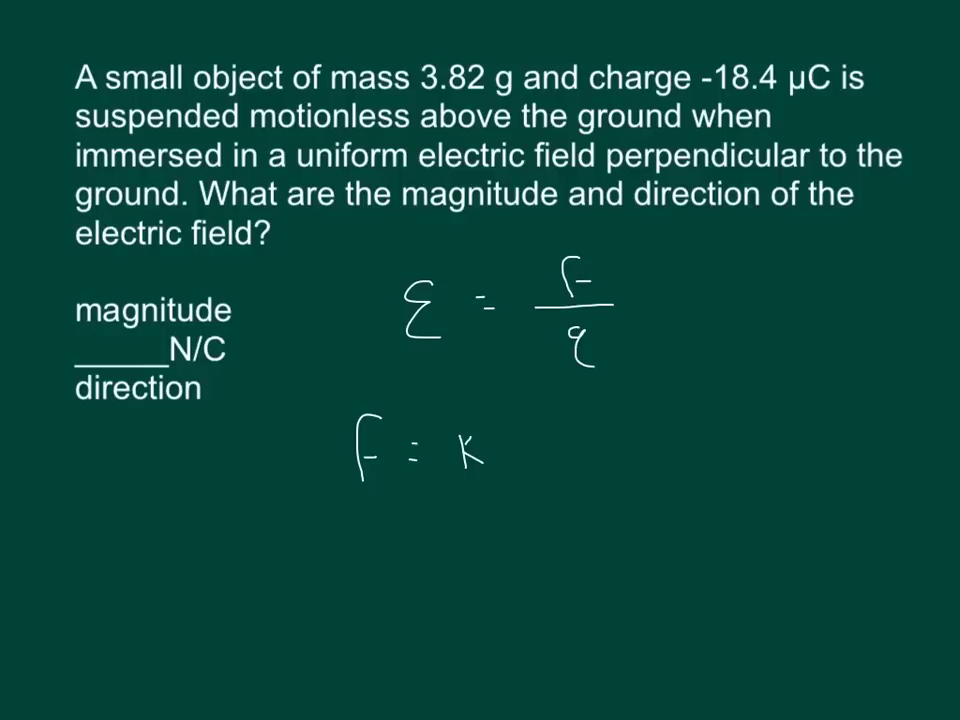 A small object of mass 3.82 g and charge -18.4 µC is
suspended motionless above the ground when
immersed in a uniform electric field perpendicular to the
ground. What are the magnitude and direction of the
electric field?
magnitude
_____N/C
direction
Ɛ = F / q
F = K